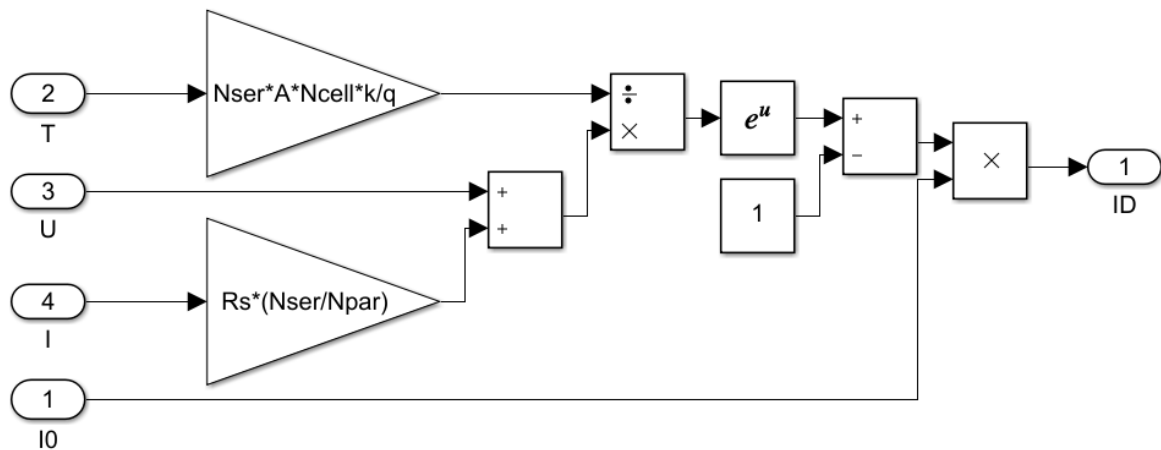 2
T
Nser*A*Ncell*k/q
÷
×
e^u
+
−
×
1
ID
3
U
+
+
1
4
I
Rs*(Nser/Npar)
1
I0